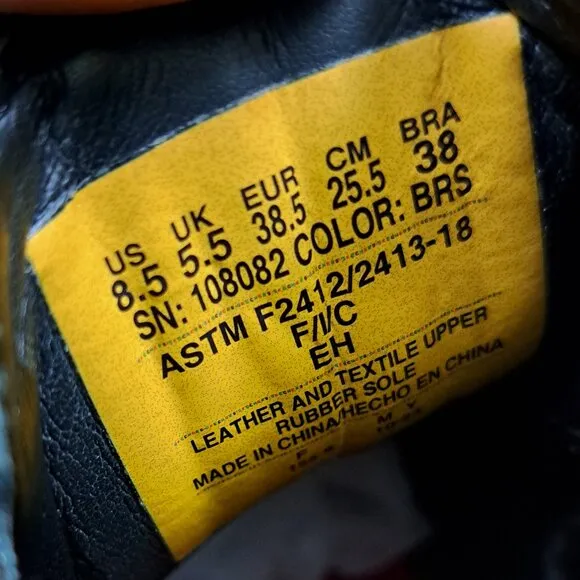 US UK EUR CM BRA
8.5 5.5 38.5 25.5 38
SN: 108082 COLOR: BRS
ASTM F2412/2413-18
F/I/C
EH
LEATHER AND TEXTILE UPPER
RUBBER SOLE
MADE IN CHINA/HECHO EN CHINA
F M Y